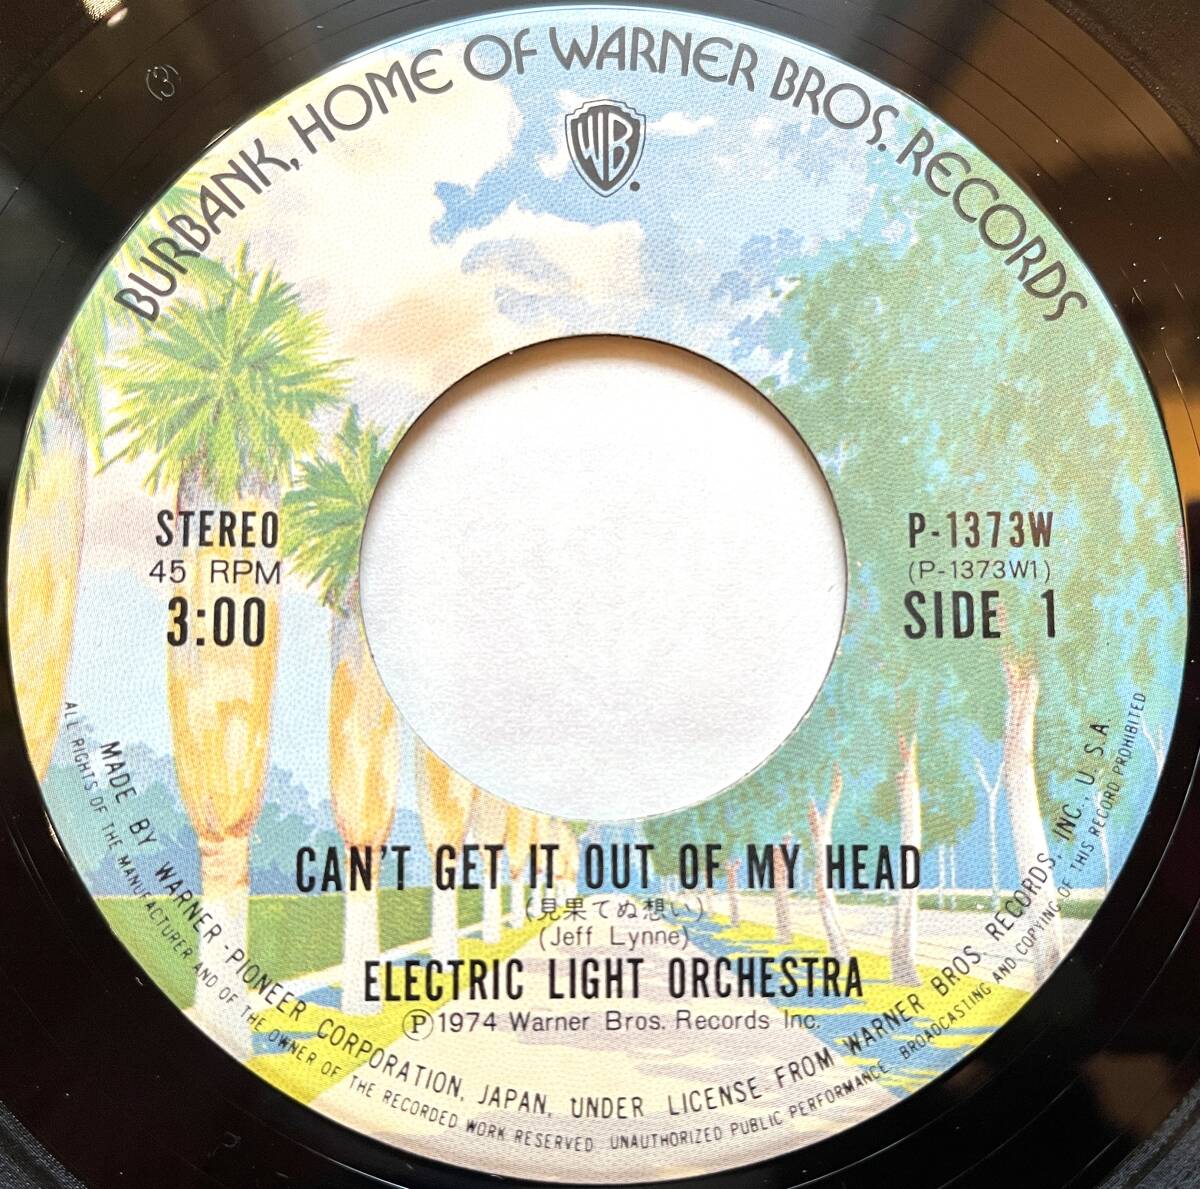 (3)
BURBANK, HOME OF WARNER BROS. RECORDS
WB
STEREO
45 RPM
3:00
P-1373W
(P-1373W1)
SIDE 1
CAN'T GET IT OUT OF MY HEAD
(見果てぬ想い)
(Jeff Lynne)
ELECTRIC LIGHT ORCHESTRA
Ⓟ1974 Warner Bros. Records Inc.
MADE BY WARNER-PIONEER CORPORATION, JAPAN, UNDER LICENSE FROM WARNER BROS. RECORDS, INC., U.S.A.
ALL RIGHTS OF THE MANUFACTURER AND OF THE OWNER OF THE RECORDED WORK RESERVED UNAUTHORIZED PUBLIC PERFORMANCE BROADCASTING AND COPYING OF THIS RECORD PROHIBITED